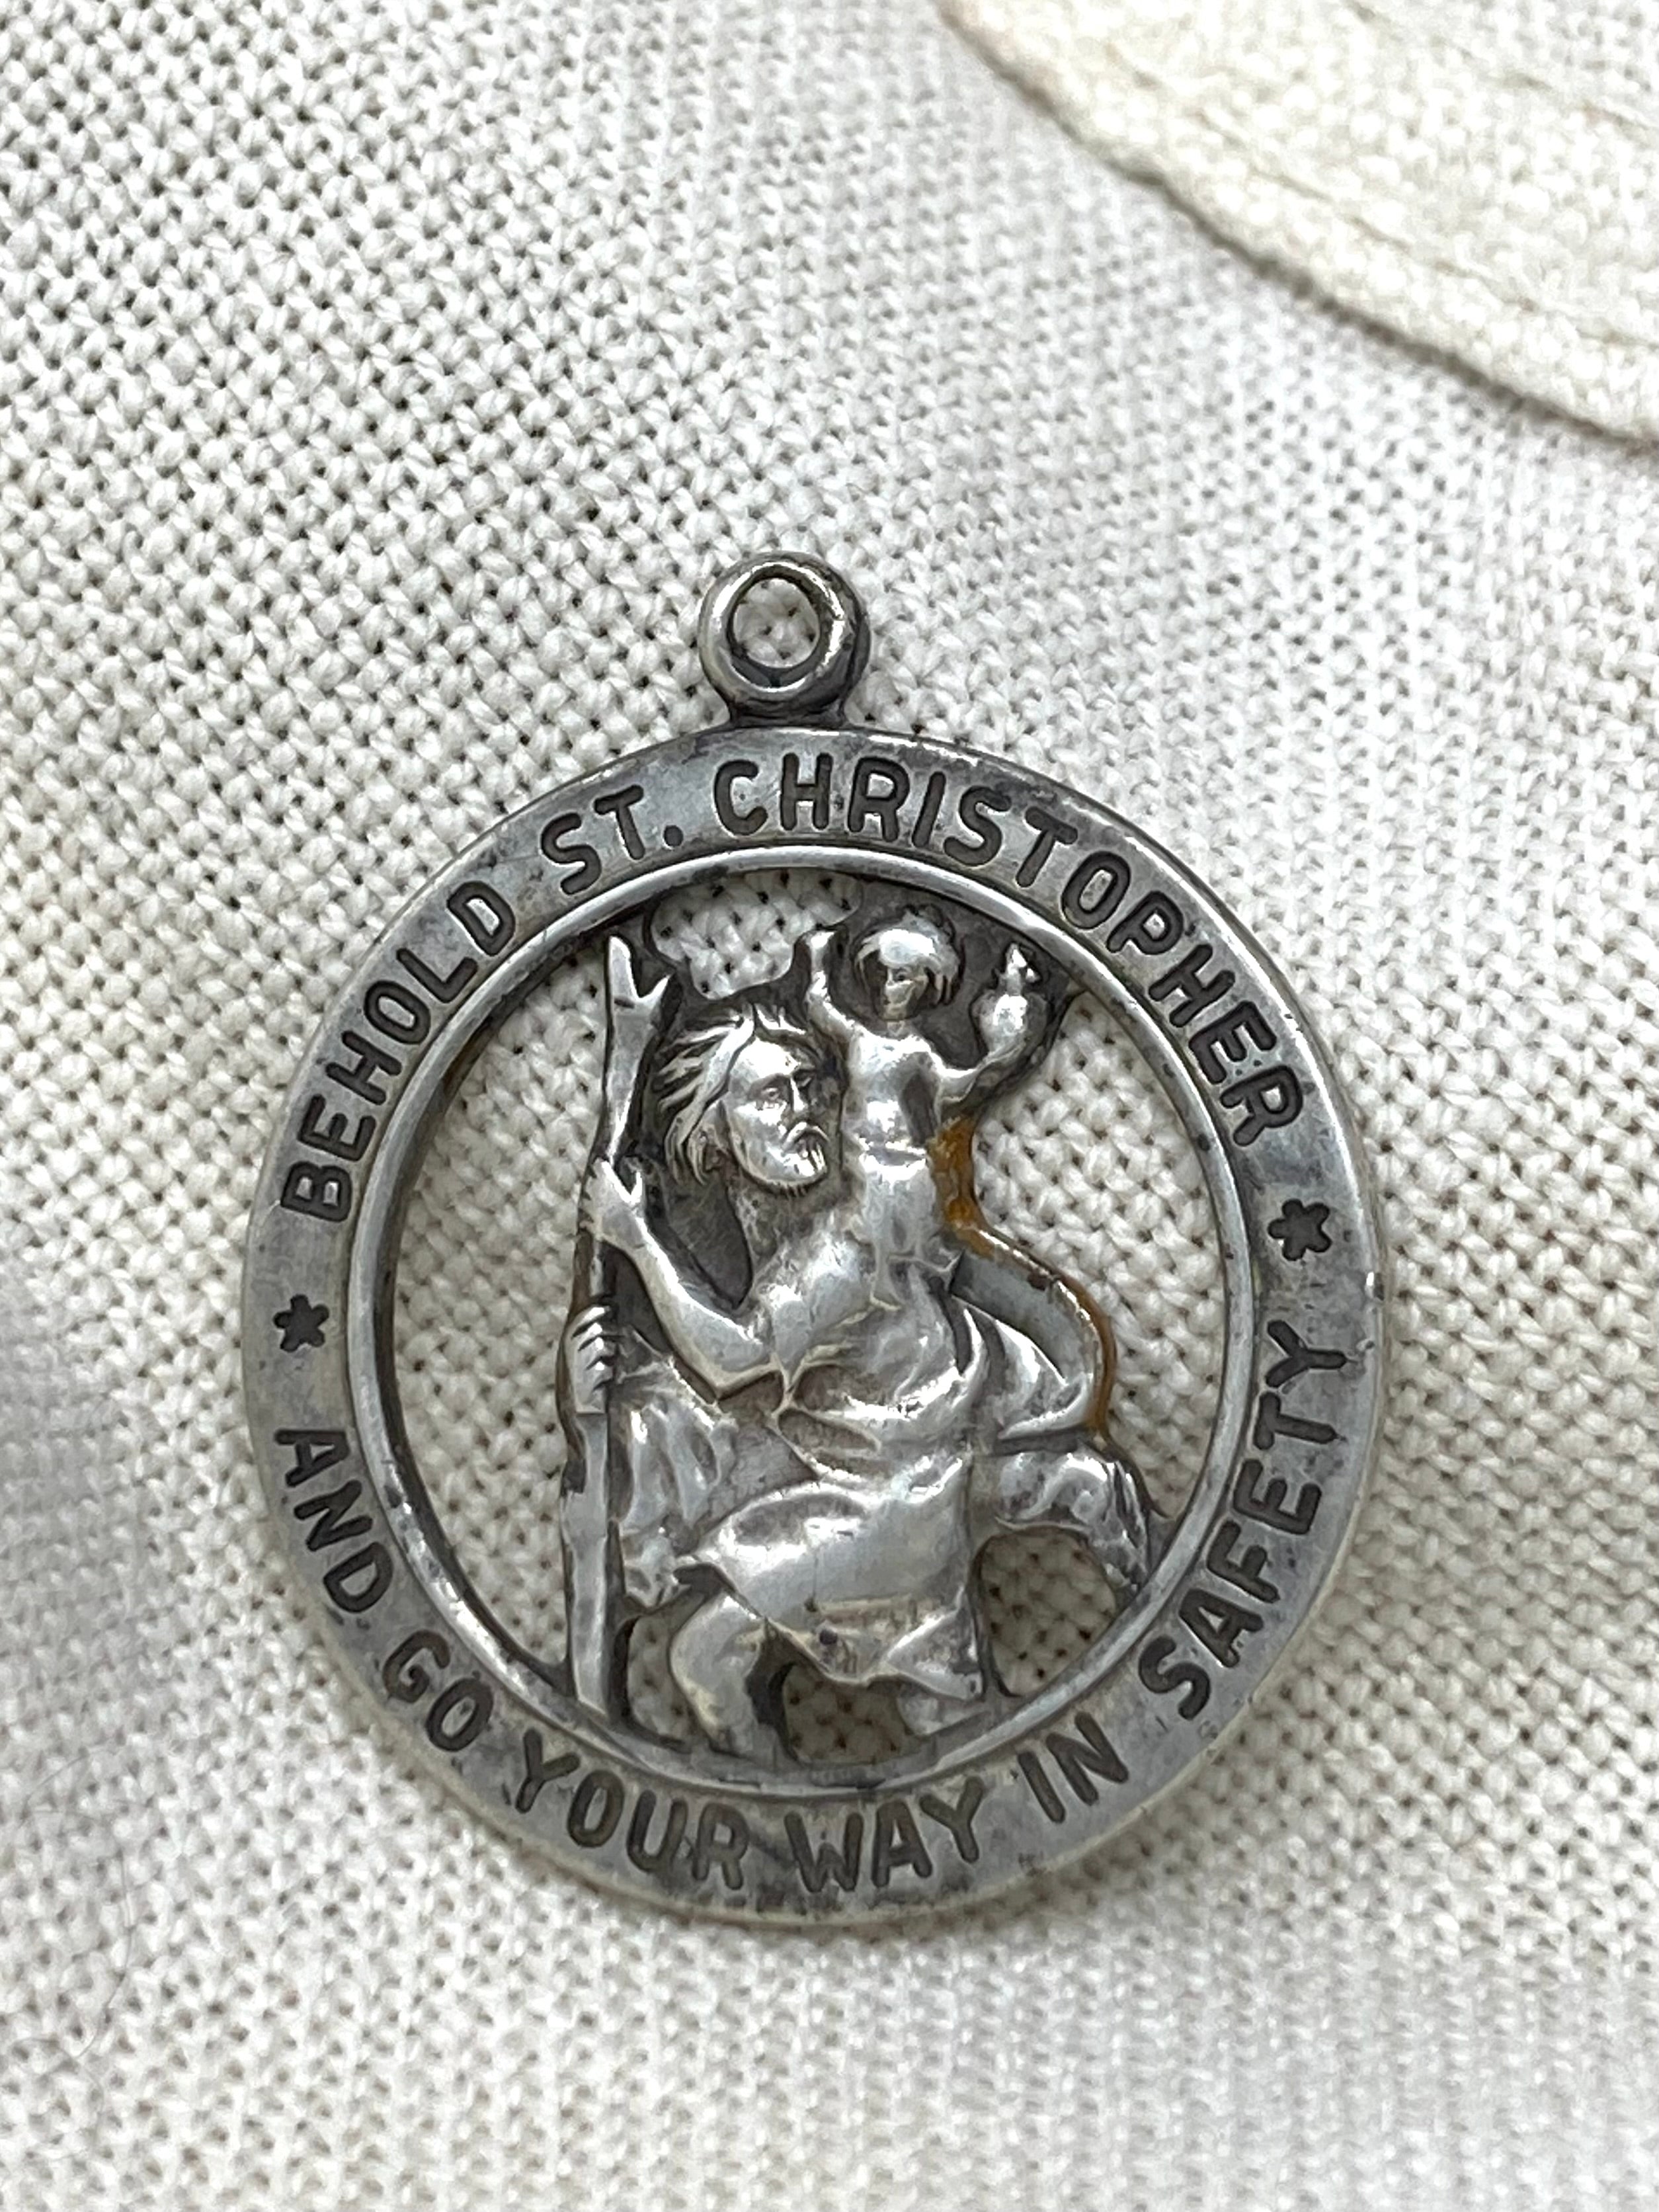 BEHOLD ST. CHRISTOPHER
AND GO YOUR WAY IN SAFETY